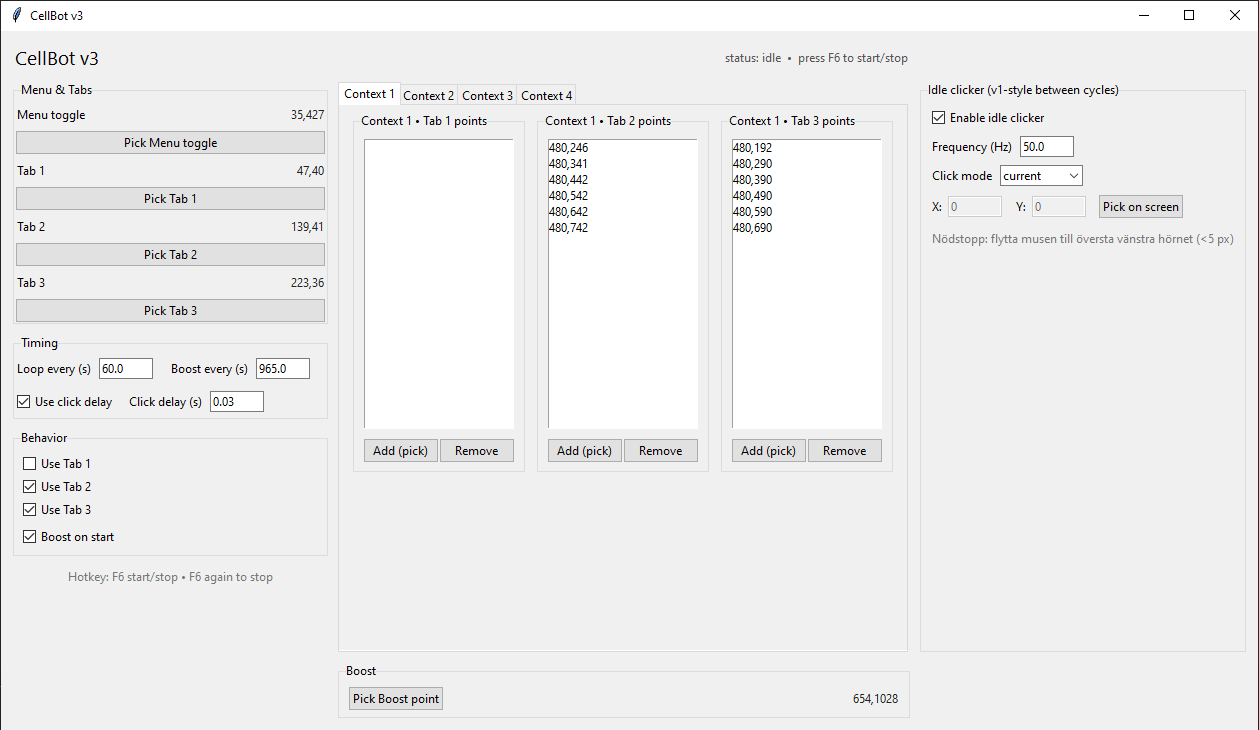 CellBot v3
CellBot v3
status: idle • press F6 to start/stop
Menu & Tabs
Menu toggle 35,427
Pick Menu toggle
Tab 1 47,40
Pick Tab 1
Tab 2 139,41
Pick Tab 2
Tab 3 223,36
Pick Tab 3
Timing
Loop every (s) 60.0 Boost every (s) 965.0
Use click delay Click delay (s) 0.03
Behavior
Use Tab 1
Use Tab 2
Use Tab 3
Boost on start
Hotkey: F6 start/stop • F6 again to stop
Context 1 Context 2 Context 3 Context 4
Context 1 • Tab 1 points
Add (pick) Remove
Context 1 • Tab 2 points
480,246
480,341
480,442
480,542
480,642
480,742
Add (pick) Remove
Context 1 • Tab 3 points
480,192
480,290
480,390
480,490
480,590
480,690
Add (pick) Remove
Boost
Pick Boost point 654,1028
Idle clicker (v1-style between cycles)
Enable idle clicker
Frequency (Hz) 50.0
Click mode current
X: 0 Y: 0 Pick on screen
Nödstopp: flytta musen till översta vänstra hörnet (<5 px)